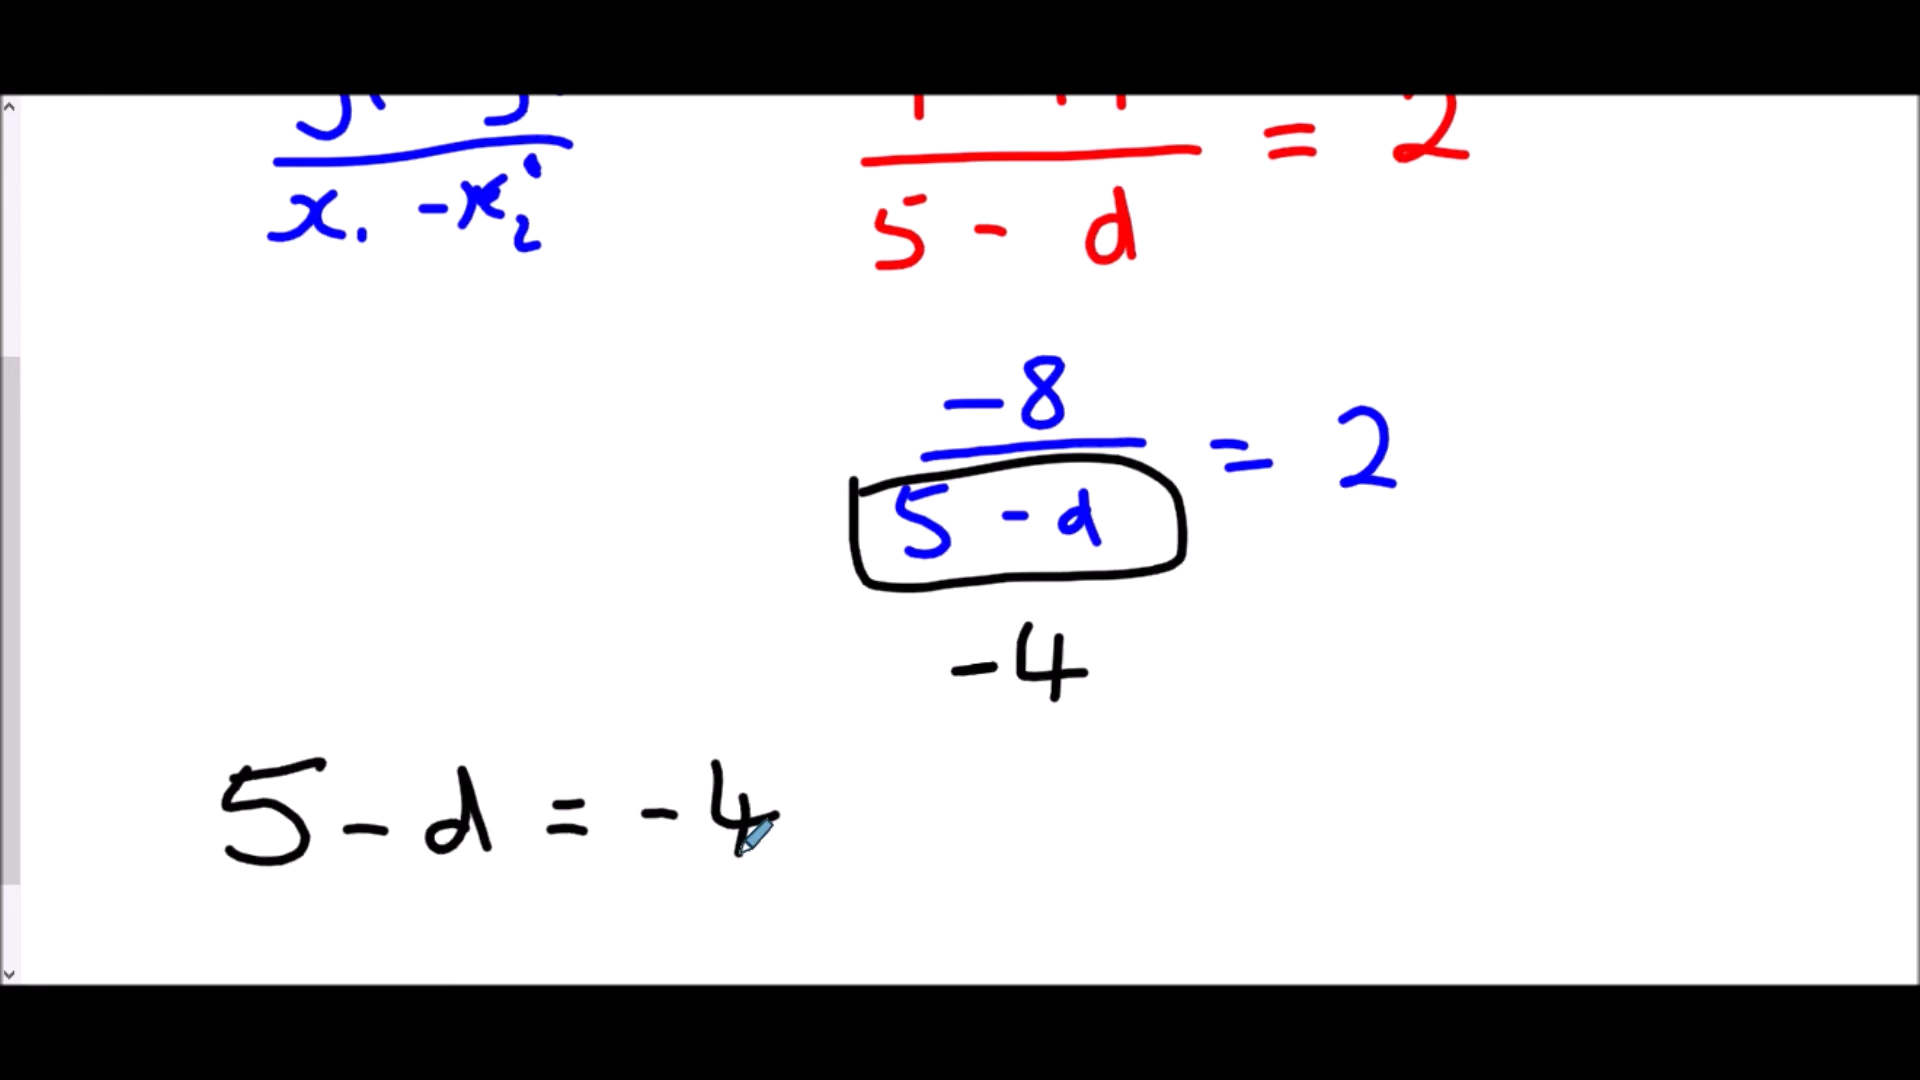 x₁ - x₂
= 2
5 - d
-8
= 2
5 - d
-4
5 - d = -4